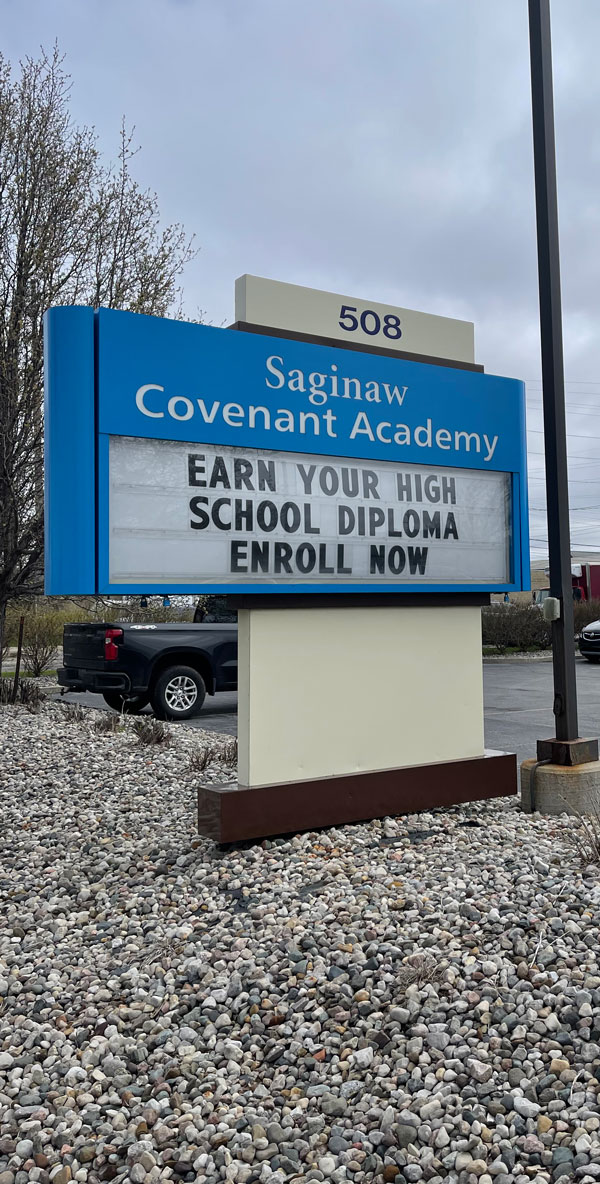 508
Saginaw
Covenant Academy
EARN YOUR HIGH
SCHOOL DIPLOMA
ENROLL NOW